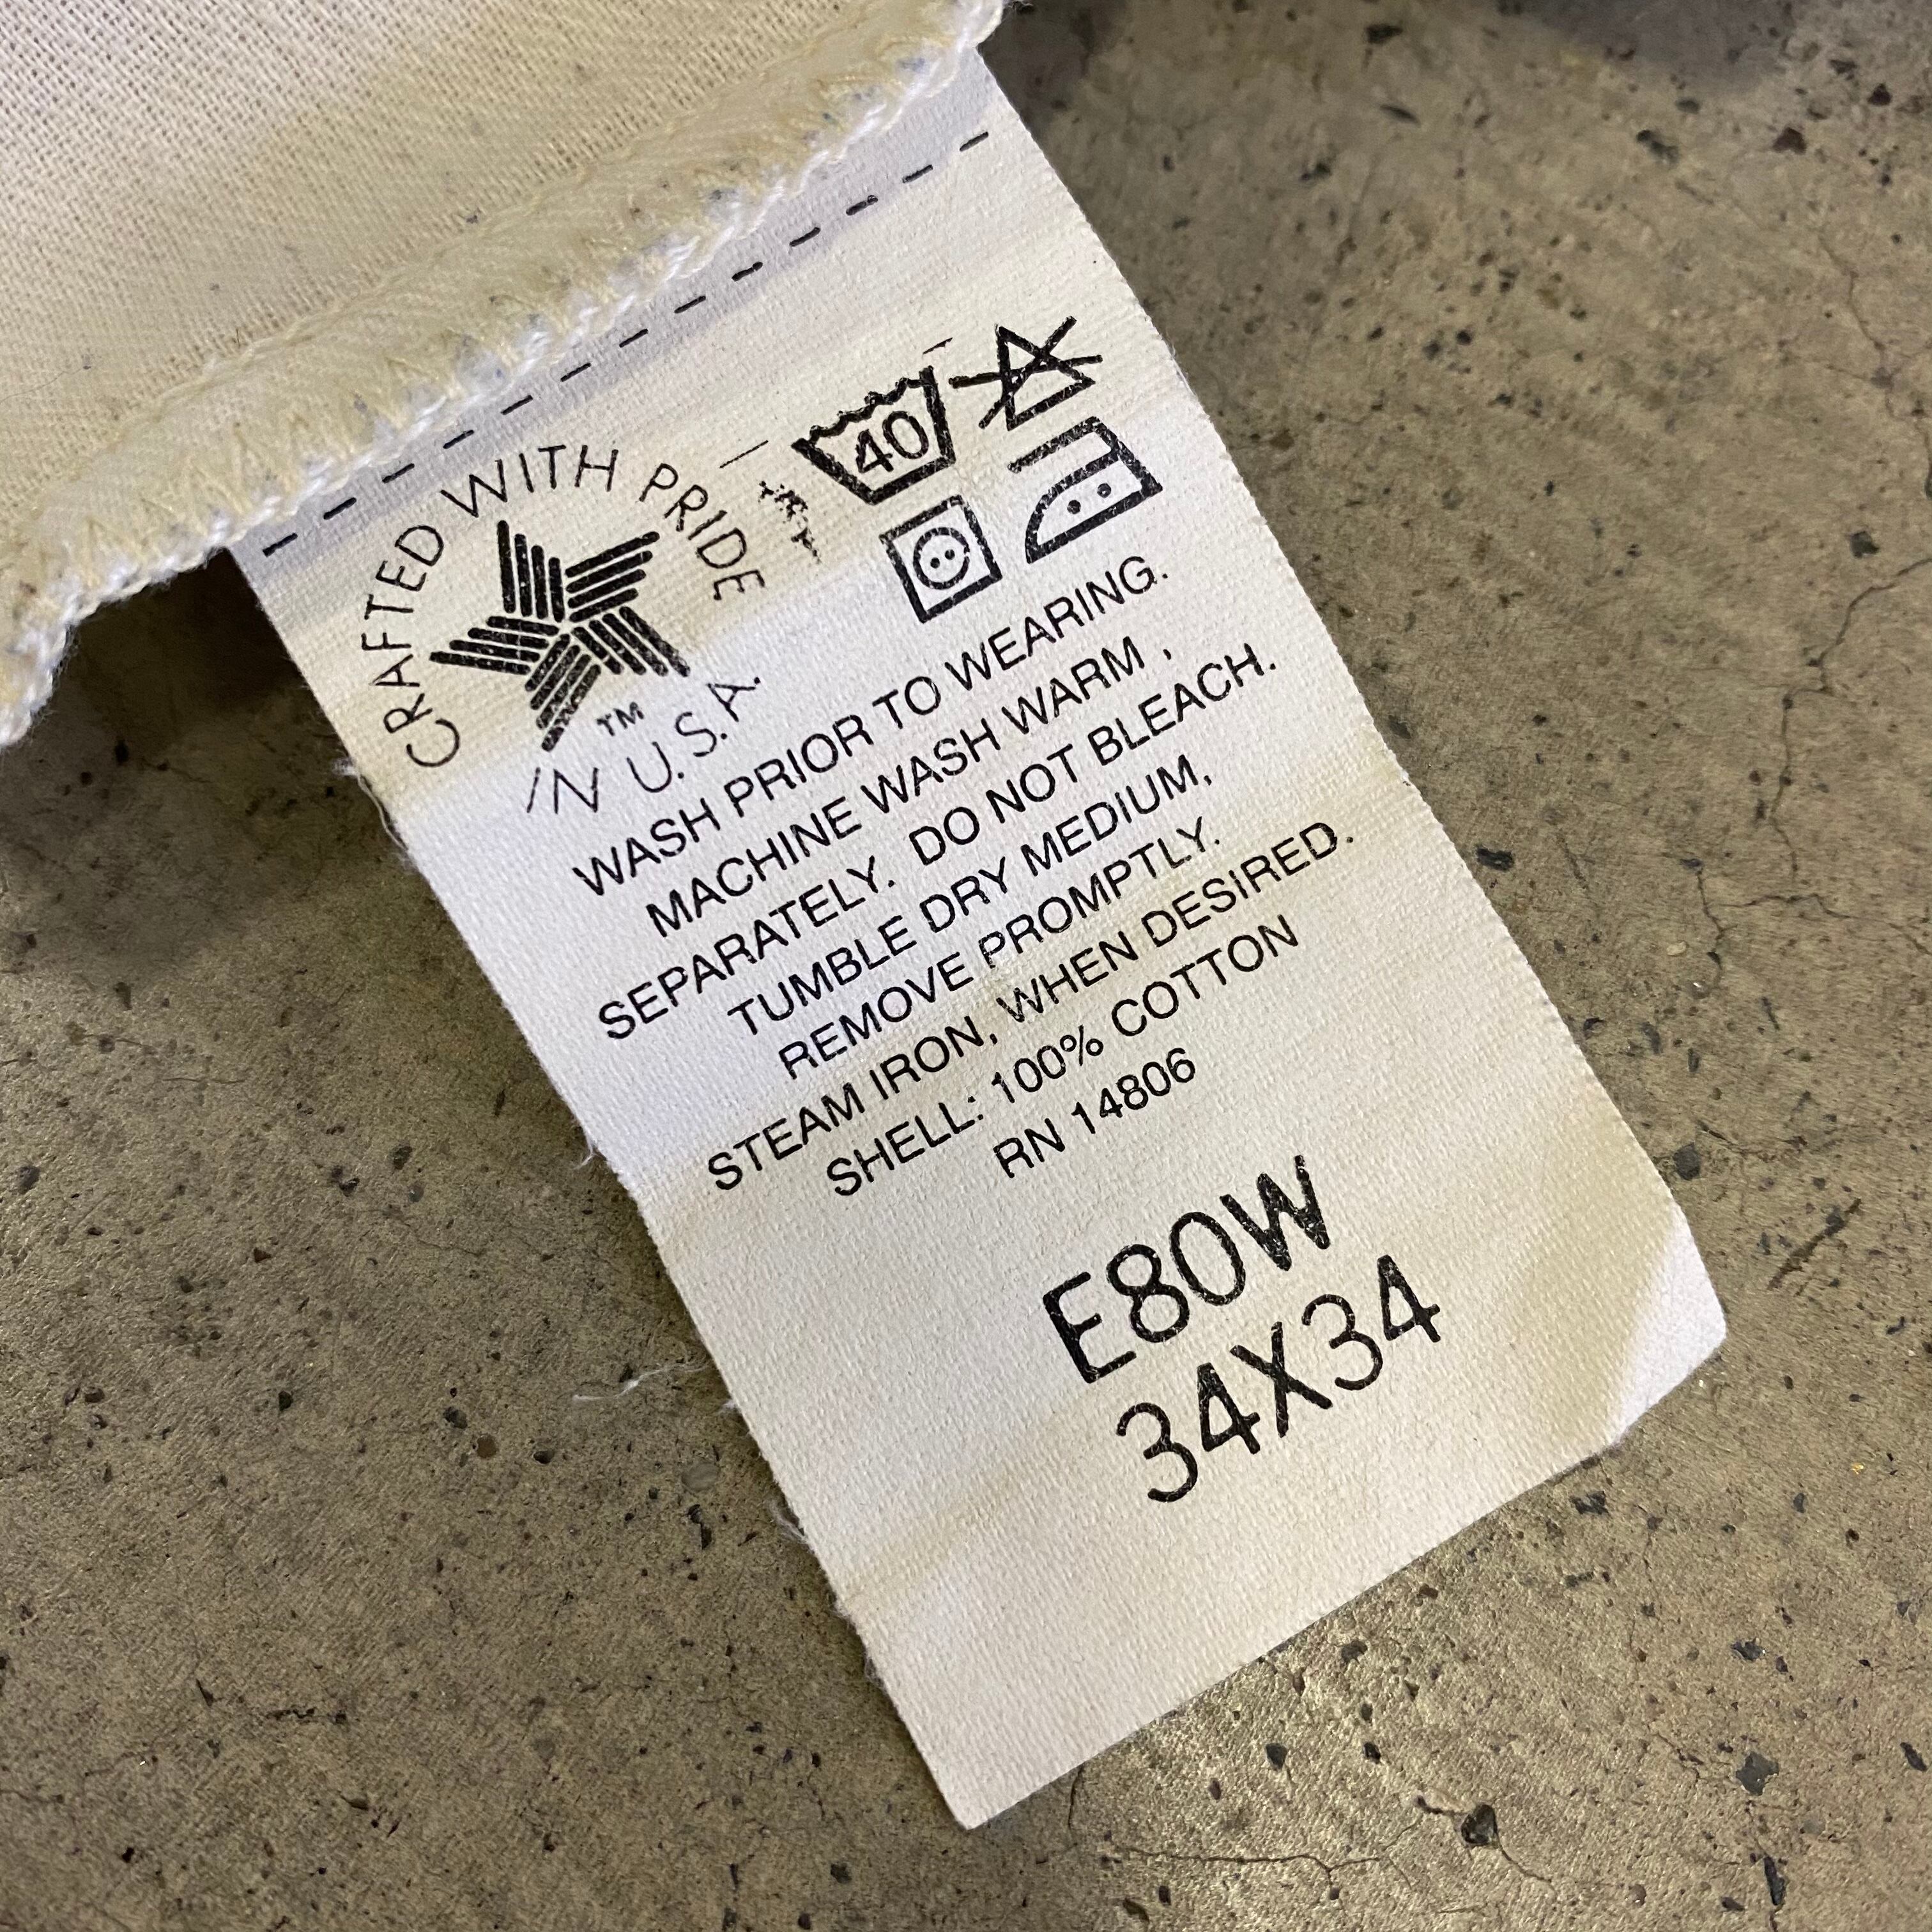 CRAFTED WITH PRIDE
TM
IN U.S.A.
40
WASH PRIOR TO WEARING.
MACHINE WASH WARM ,
SEPARATELY. DO NOT BLEACH.
TUMBLE DRY MEDIUM,
REMOVE PROMPTLY.
STEAM IRON, WHEN DESIRED.
SHELL: 100% COTTON
RN 14806
E80W
34X34